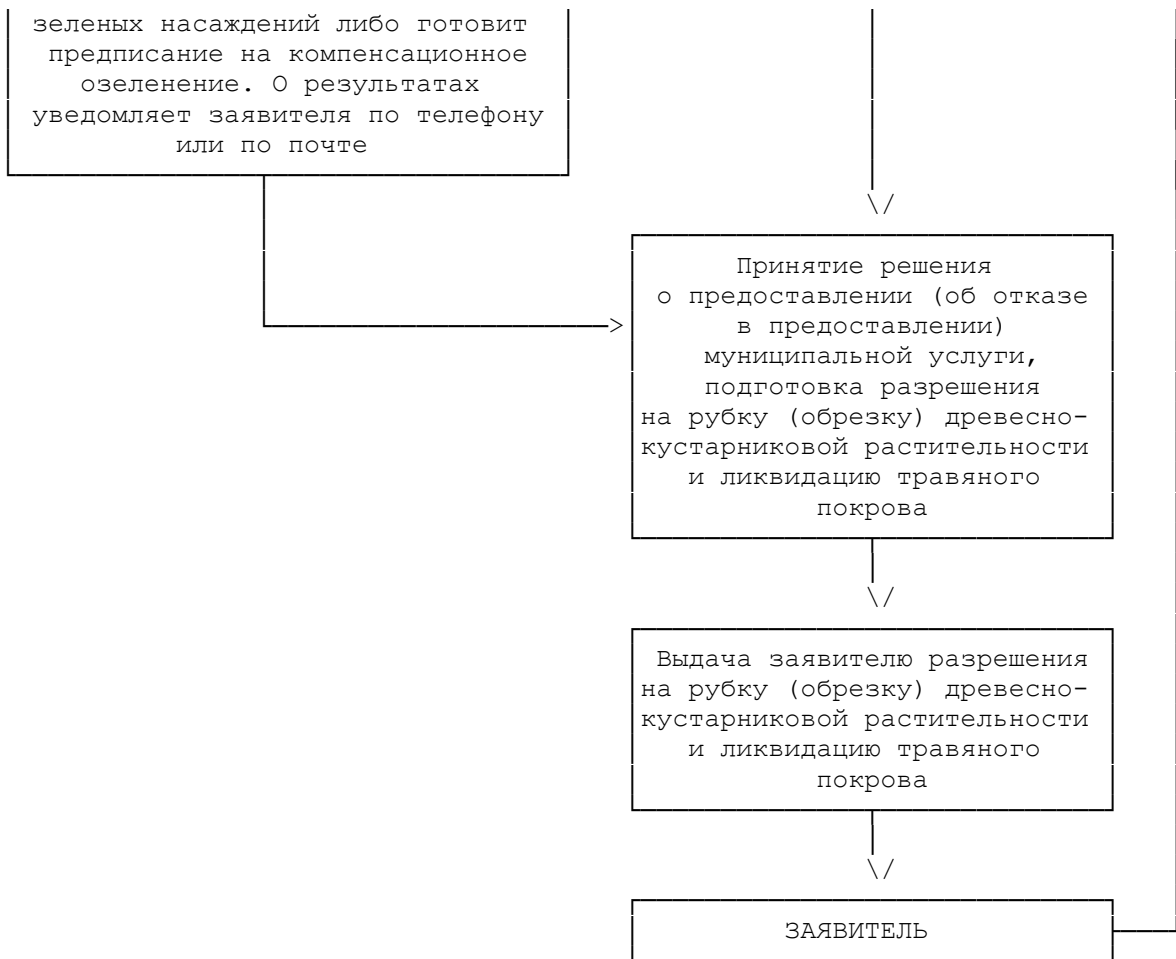 зеленых насаждений либо готовит
предписание на компенсационное
озеленение. О результатах
уведомляет заявителя по телефону
или по почте
Принятие решения
о предоставлении (об отказе
в предоставлении)
муниципальной услуги,
подготовка разрешения
на рубку (обрезку) древесно-
кустарниковой растительности
и ликвидацию травяного
покрова
Выдача заявителю разрешения
на рубку (обрезку) древесно-
кустарниковой растительности
и ликвидацию травяного
покрова
ЗАЯВИТЕЛЬ